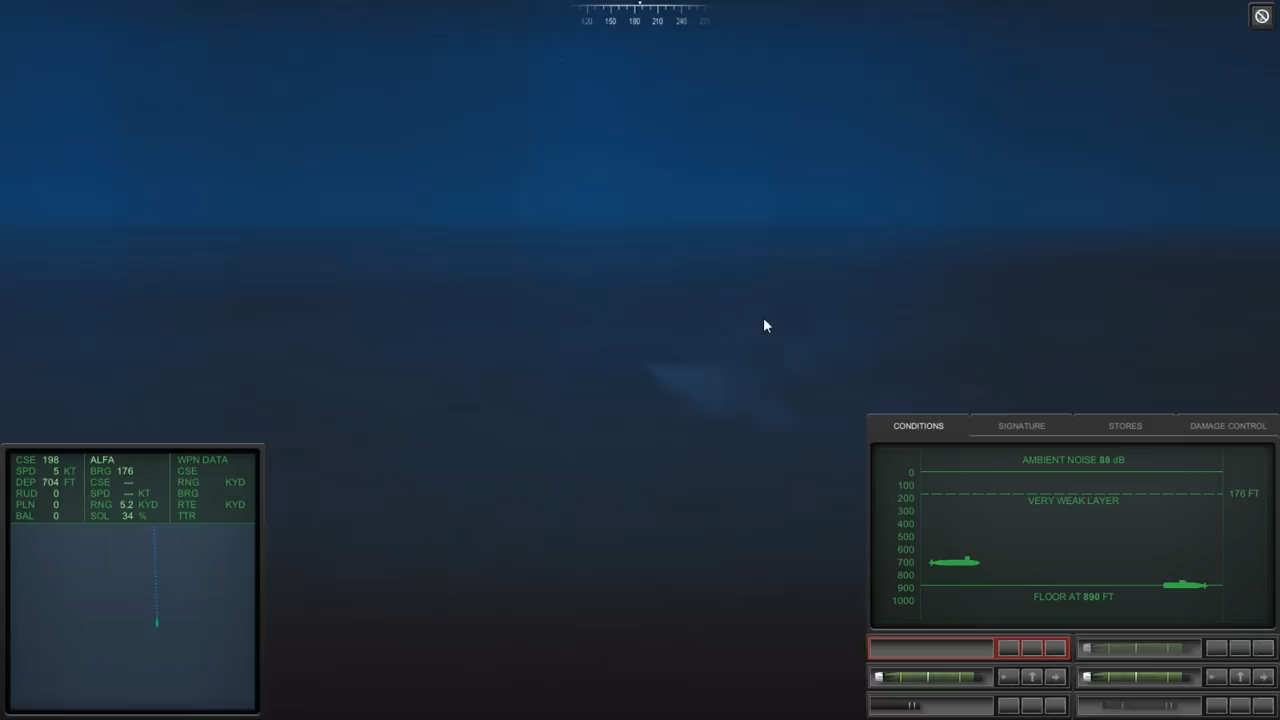 120 150 180 210 240 270
CONDITIONS SIGNATURE STORES DAMAGE CONTROL
AMBIENT NOISE 88 dB
0
100
200
300
400
500
600
700
800
900
1000
176 FT
VERY WEAK LAYER
FLOOR AT 890 FT
CSE 198
SPD 5 KT
DEP 704 FT
RUD 0
PLN 0
BAL 0
ALFA
BRG 176
CSE ---
SPD --- KT
RNG 5.2 KYD
SOL 34 %
WPN DATA
CSE
RNG KYD
BRG
RTE KYD
TTR